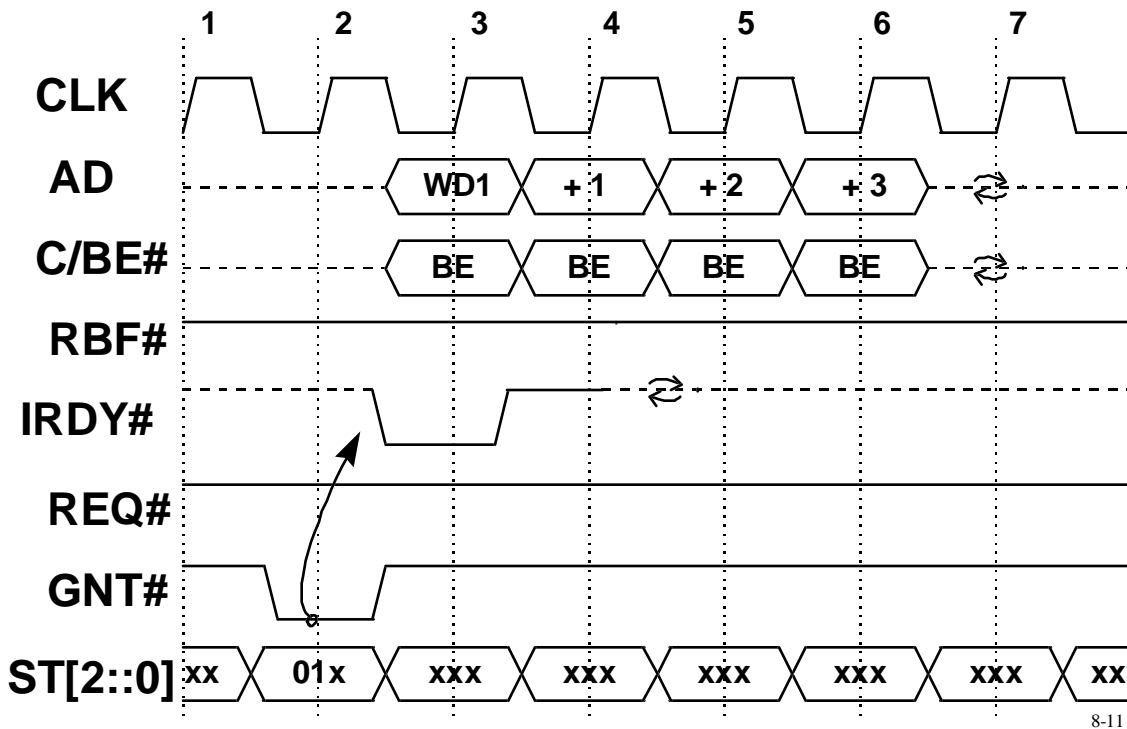 1 2 3 4 5 6 7
CLK
AD WD1 + 1 + 2 + 3
C/BE# BE BE BE BE
RBF#
IRDY#
REQ#
GNT#
ST[2::0] xx 01x xxx xxx xxx xxx xxx xx
8-11